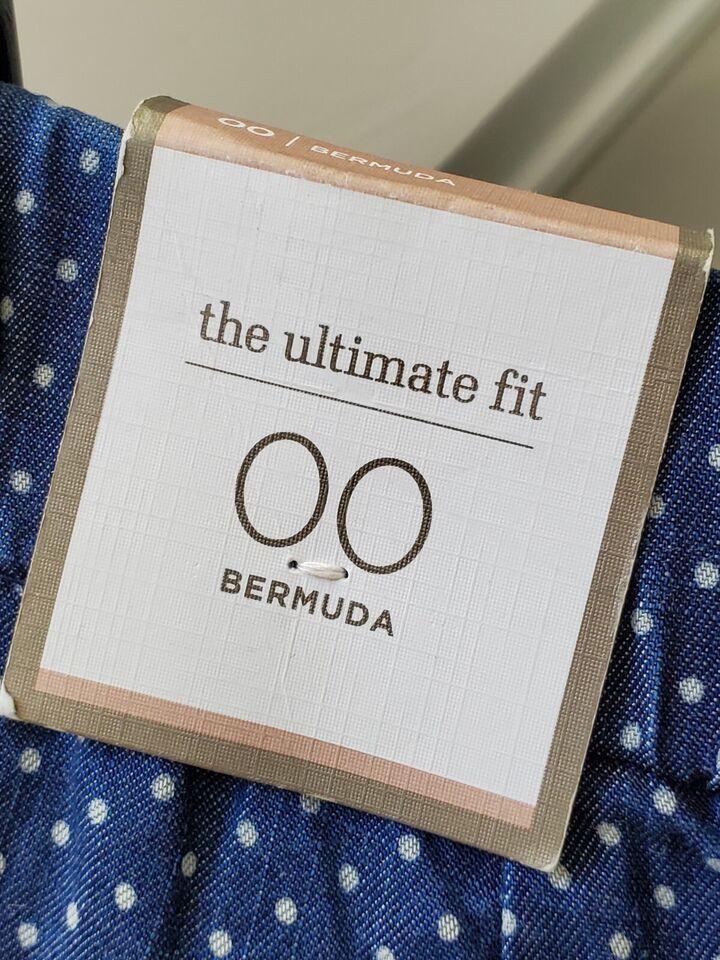 00 | BERMUDA
the ultimate fit
00
BERMUDA